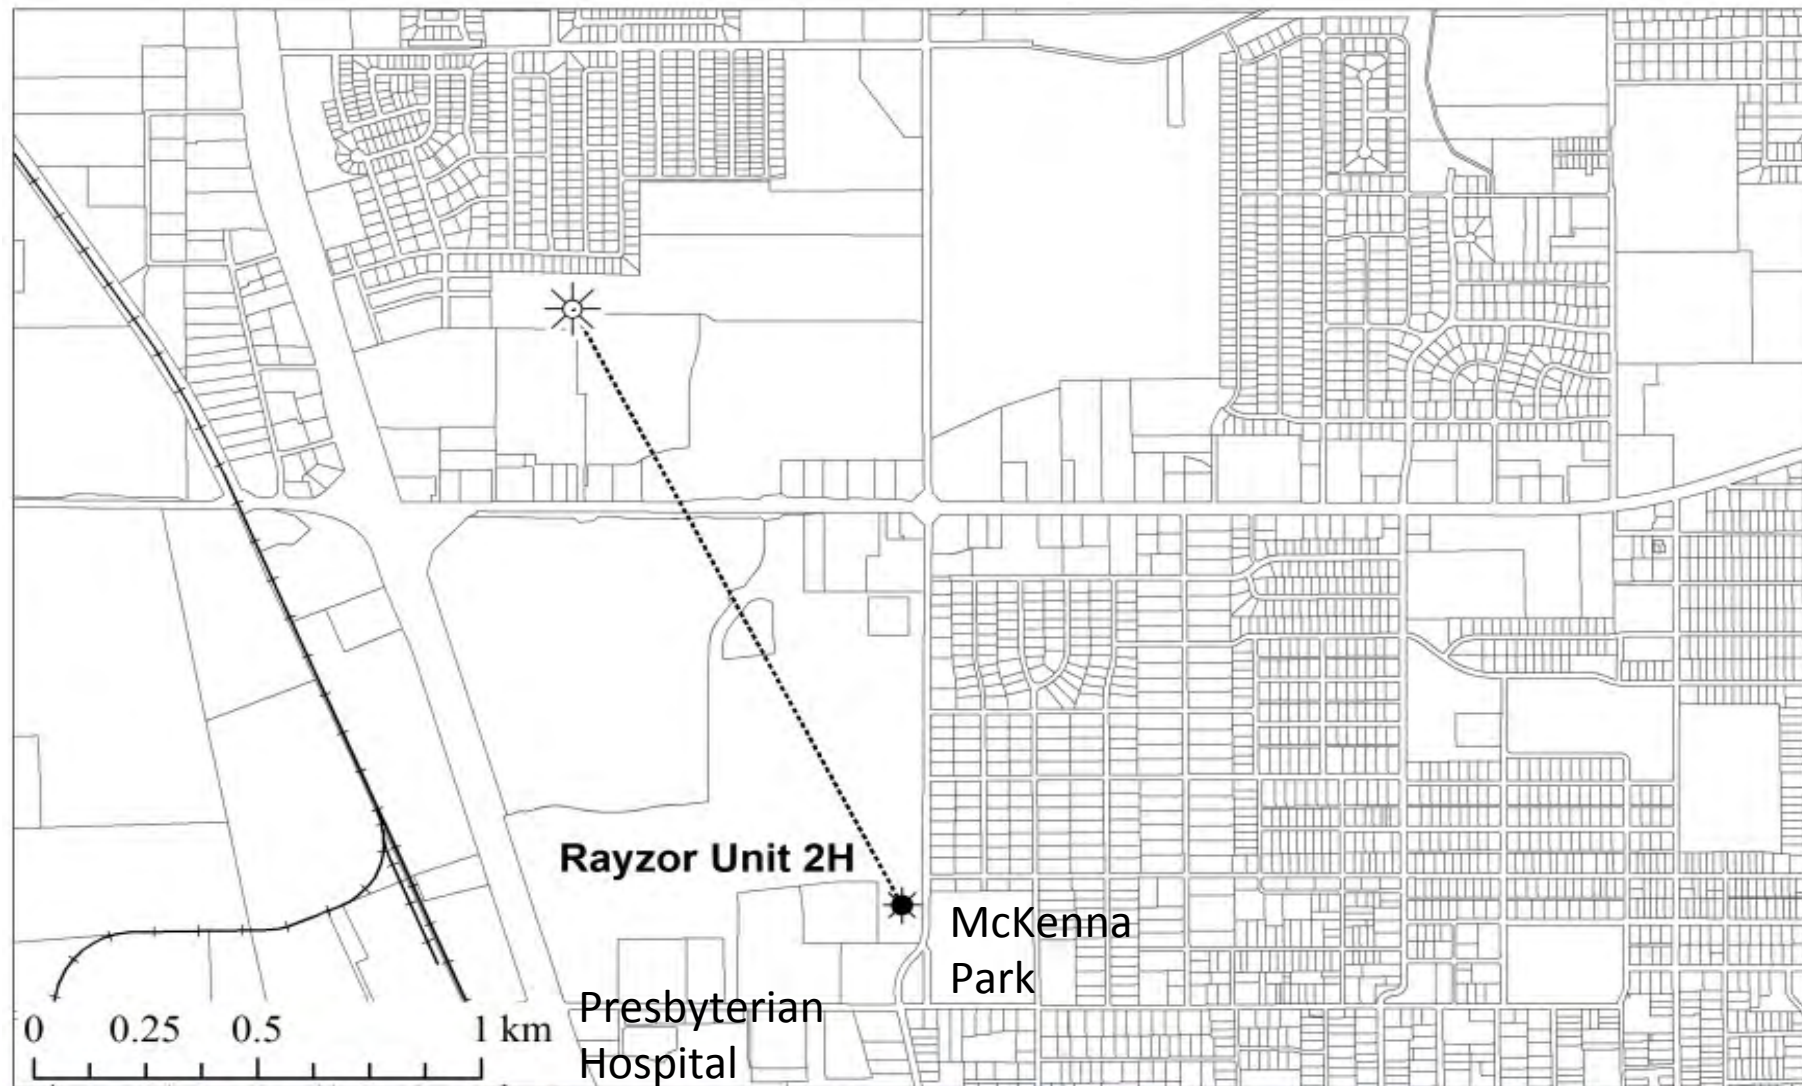 Rayzor Unit 2H
McKenna
Park
0 0.25 0.5 1 km
Presbyterian
Hospital